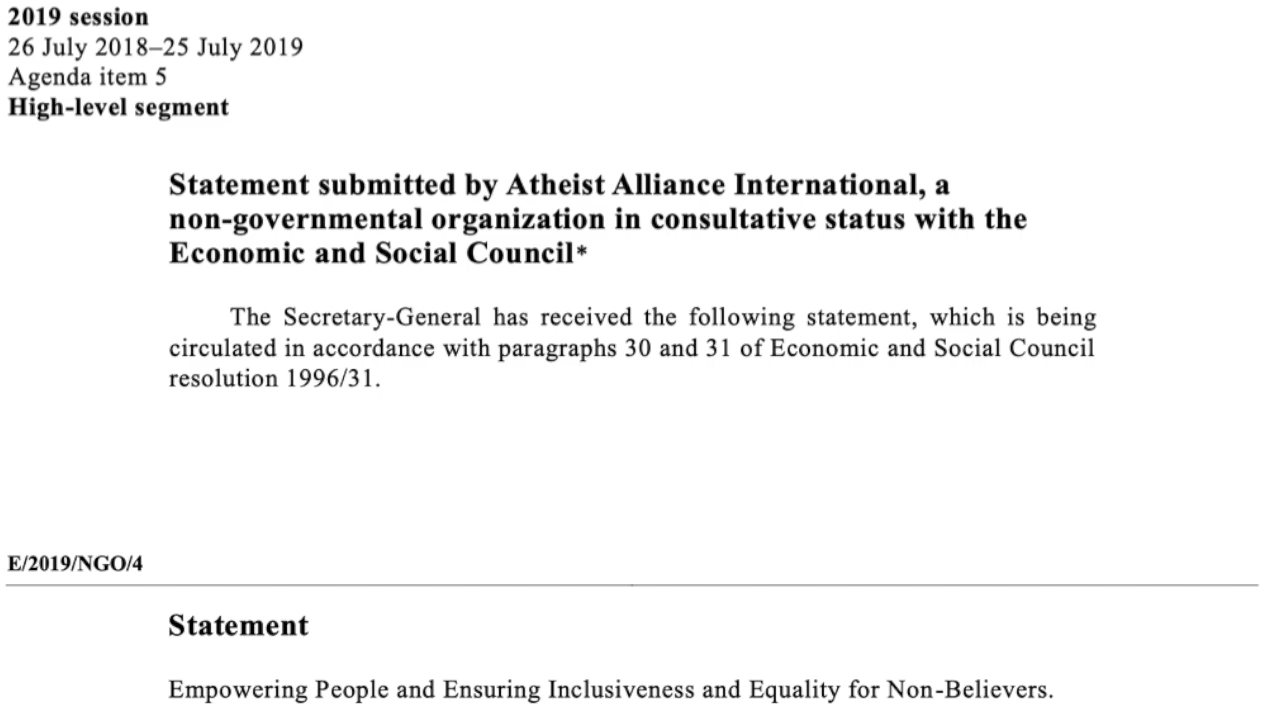 2019 session
26 July 2018–25 July 2019
Agenda item 5
High-level segment
Statement submitted by Atheist Alliance International, a
non-governmental organization in consultative status with the
Economic and Social Council*
The Secretary-General has received the following statement, which is being
circulated in accordance with paragraphs 30 and 31 of Economic and Social Council
resolution 1996/31.
E/2019/NGO/4
Statement
Empowering People and Ensuring Inclusiveness and Equality for Non-Believers.